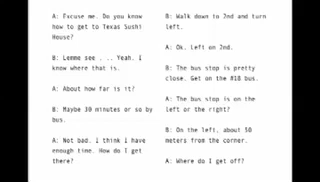 A: Excuse me. Do you know
how to get to Texas Sushi
House?
B: Lemme see . .. Yeah. I
know where that is.
A: About how far is it?
B: Maybe 30 minutes or so by
bus.
A: Not bad. I think I have
enough time. How do I get
there?
B: Walk down to 2nd and turn
left.
A: Ok. Left on 2nd.
B: The bus stop is pretty
close. Get on the #18 bus.
A: The bus stop is on the
left or the right?
B: On the left, about 50
meters from the corner.
A: Where do I get off?